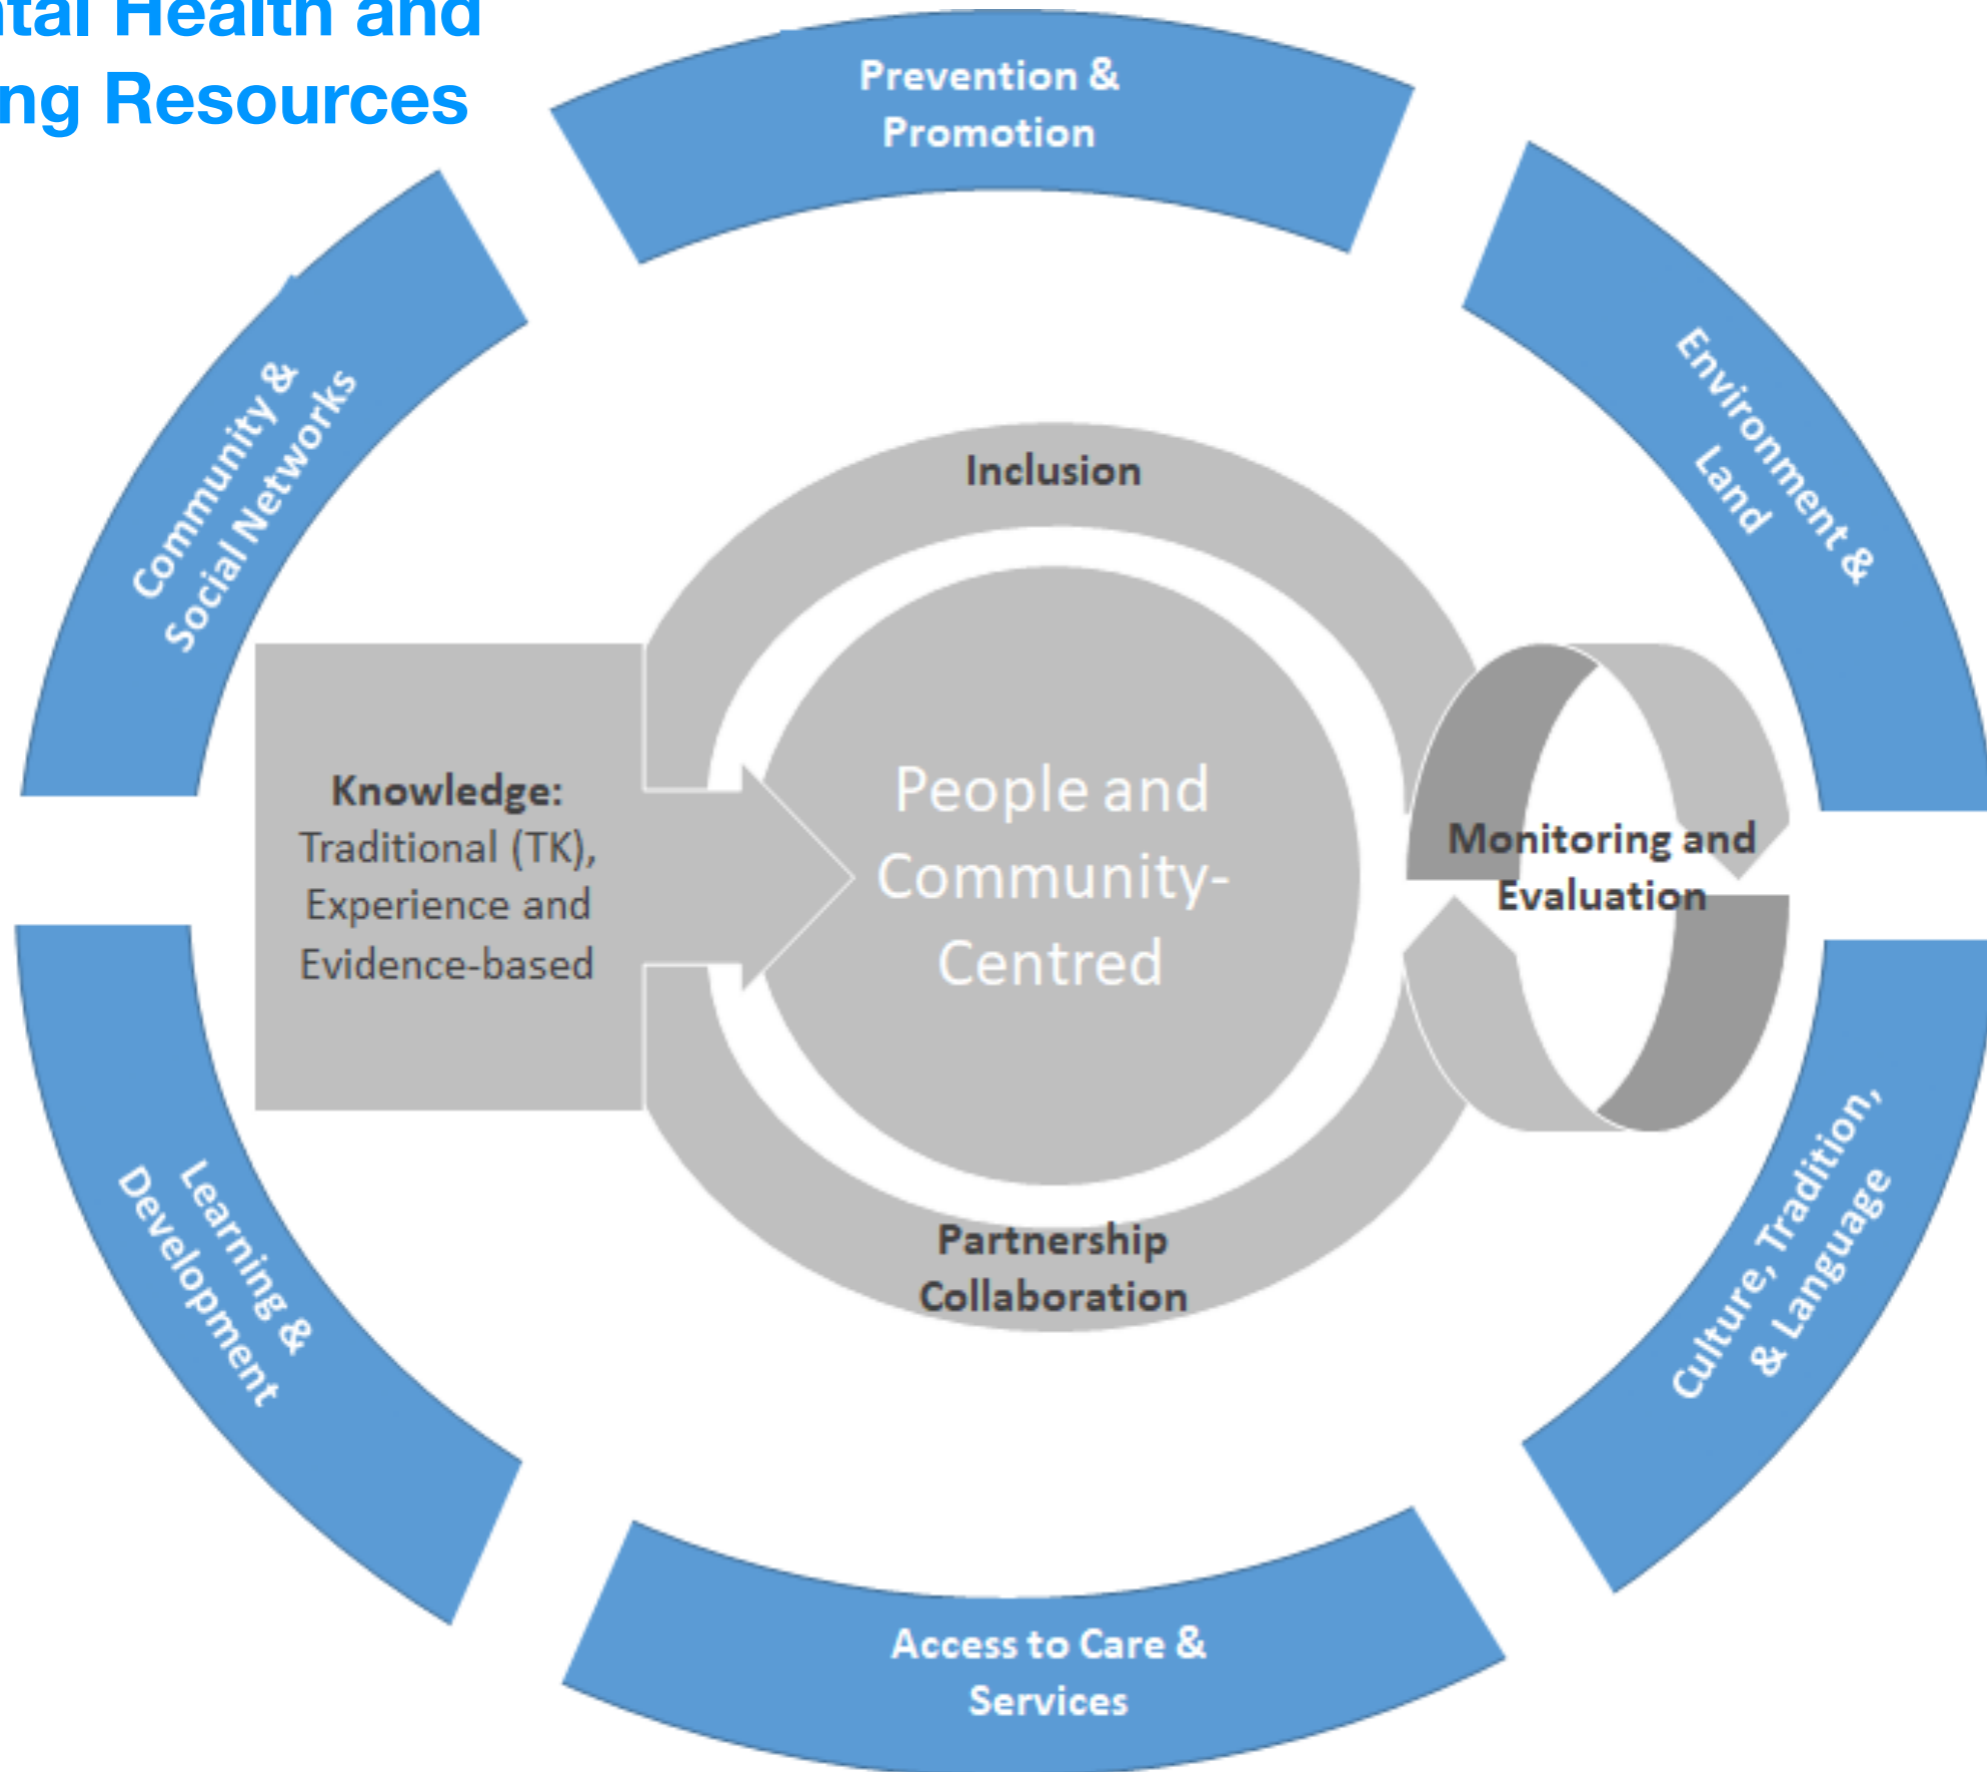 ntal Health and
ng Resources
Prevention &
Promotion
Environment &
Land
Community &
Social Networks
Inclusion
Knowledge:
Traditional (TK),
Experience and
Evidence-based
People and
Community-
Centred
Monitoring and
Evaluation
Partnership
Collaboration
Learning &
Development
Culture, Tradition,
& Language
Access to Care &
Services